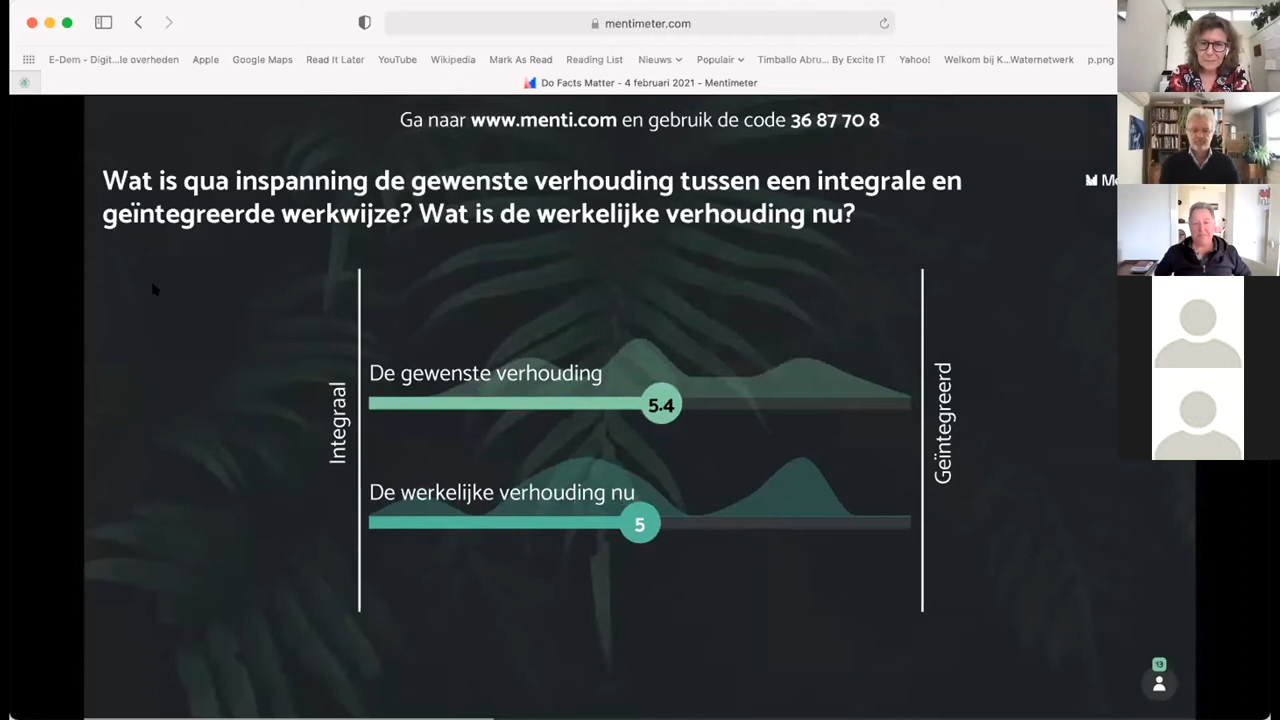 mentimeter.com
E-Dem - Digit...le overheden Apple Google Maps Read It Later YouTube Wikipedia Mark As Read Reading List Nieuws Populair Timballo Abru... By Excite IT Yahoo! Welkom bij K...Waternetwerk p.png
Do Facts Matter - 4 februari 2021 - Mentimeter
Ga naar www.menti.com en gebruik de code 36 87 70 8
Wat is qua inspanning de gewenste verhouding tussen een integrale en
geïntegreerde werkwijze? Wat is de werkelijke verhouding nu?
Integraal
De gewenste verhouding
5.4
De werkelijke verhouding nu
5
Geïntegreerd
13